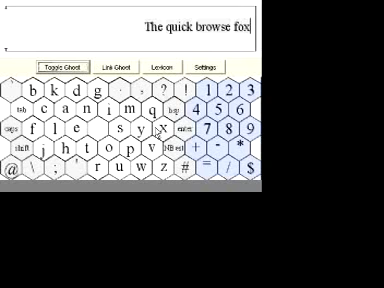 The quick browse fox
Toggle Ghost Link Ghost Lexicon Settings
b k d g . , ? ! 1 2 3
tab c a n i m q bsp 4 5 6
caps f l e s y x enter 7 8 9
shift j h t o p v + - *
@ \ ; ' r u w z # = / $